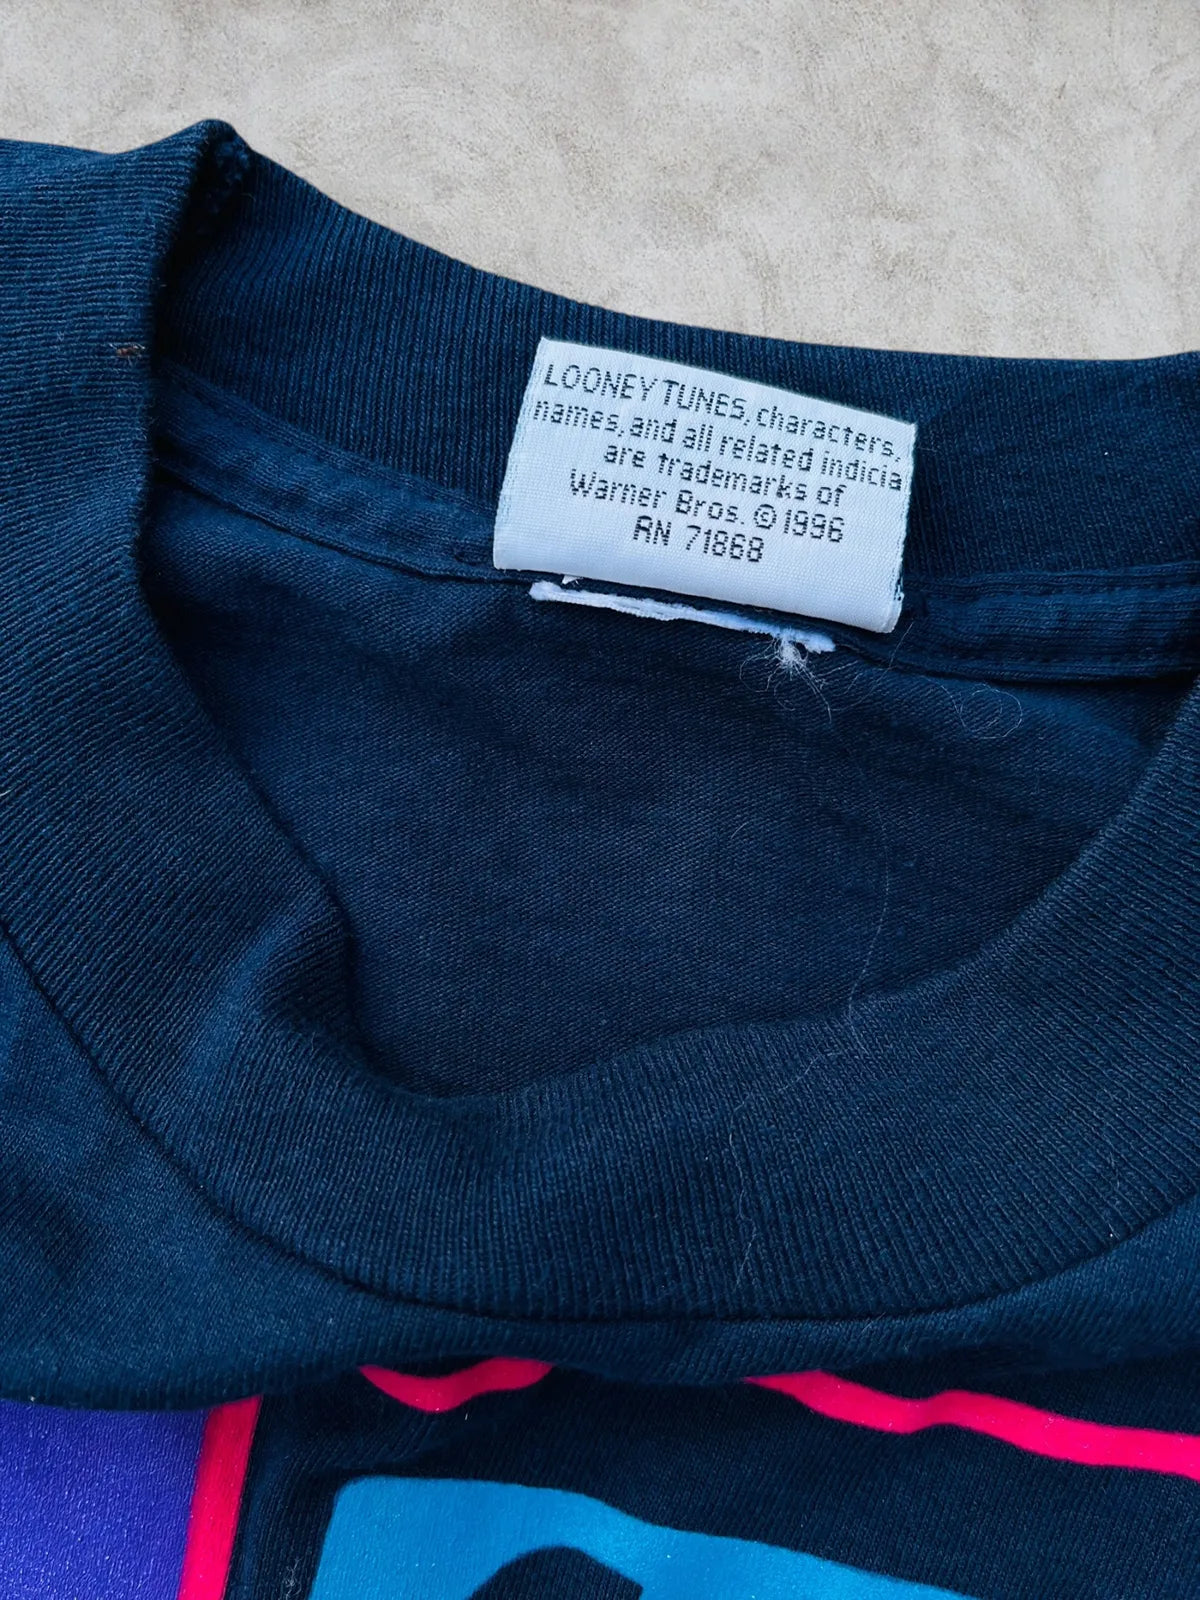 LOONEY TUNES, characters,
names, and all related indicia
are trademarks of
Warner Bros. © 1996
RN 71868